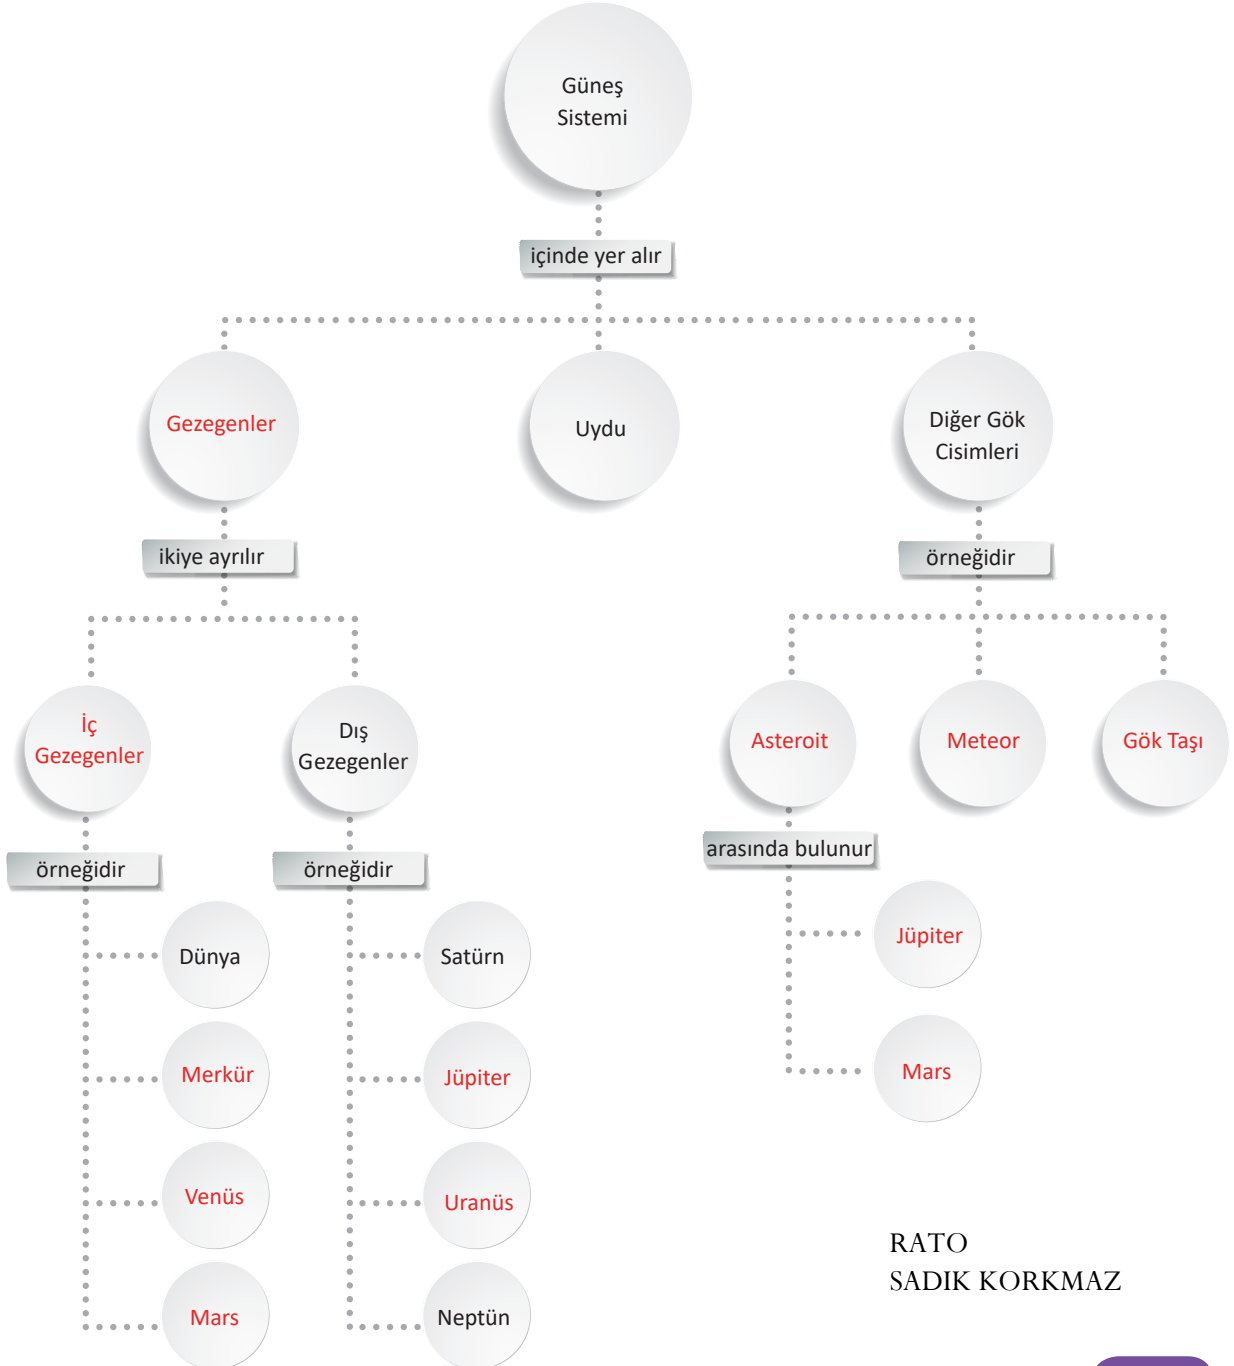 Güneş
Sistemi
içinde yer alır
Gezegenler
Uydu
Diğer Gök
Cisimleri
ikiye ayrılır
örneğidir
İç
Gezegenler
Dış
Gezegenler
Asteroit
Meteor
Gök Taşı
örneğidir
örneğidir
arasında bulunur
Dünya
Satürn
Jüpiter
Merkür
Jüpiter
Mars
Venüs
Uranüs
Mars
Neptün
RATO
SADIK KORKMAZ